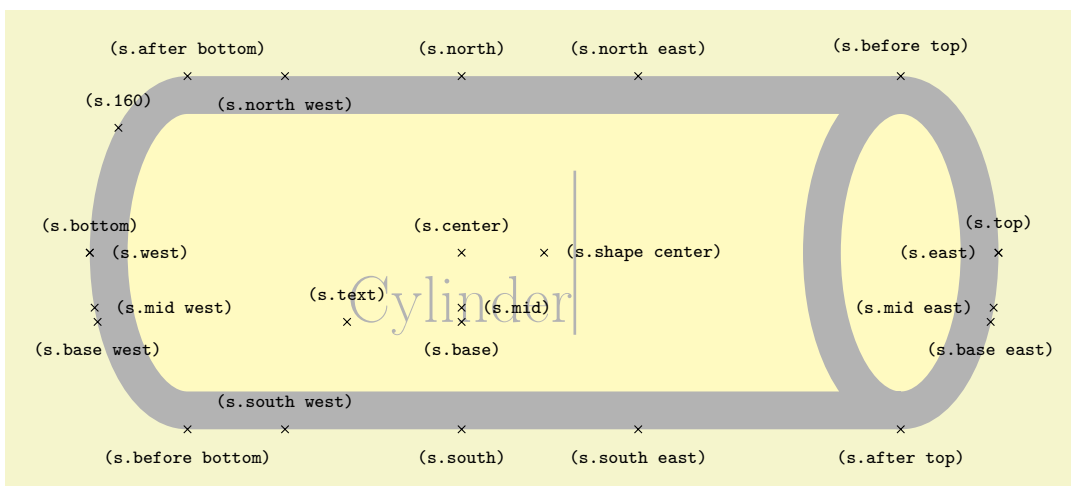 (s.after bottom) (s.north) (s.north east) (s.before top)
(s.160) (s.north west)
(s.bottom) (s.center) (s.top)
(s.west) (s.shape center) (s.east)
(s.text) Cylinder
(s.mid west) (s.mid) (s.mid east)
(s.base west) (s.base) (s.base east)
(s.south west)
(s.before bottom) (s.south) (s.south east) (s.after top)